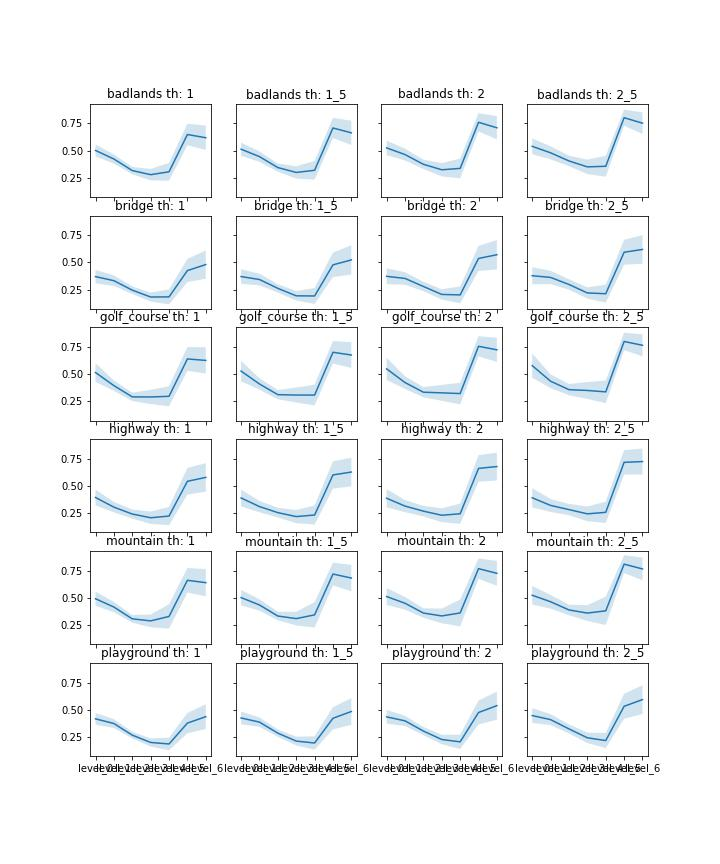 badlands th: 1 badlands th: 1_5 badlands th: 2 badlands th: 2_5
0.75
0.50
0.25
bridge th: 1 bridge th: 1_5 bridge th: 2 bridge th: 2_5
0.75
0.50
0.25
golf_course th: 1 golf_course th: 1_5 golf_course th: 2 golf_course th: 2_5
0.75
0.50
0.25
highway th: 1 highway th: 1_5 highway th: 2 highway th: 2_5
0.75
0.50
0.25
mountain th: 1 mountain th: 1_5 mountain th: 2 mountain th: 2_5
0.75
0.50
0.25
playground th: 1 playground th: 1_5 playground th: 2 playground th: 2_5
0.75
0.50
0.25
level_6